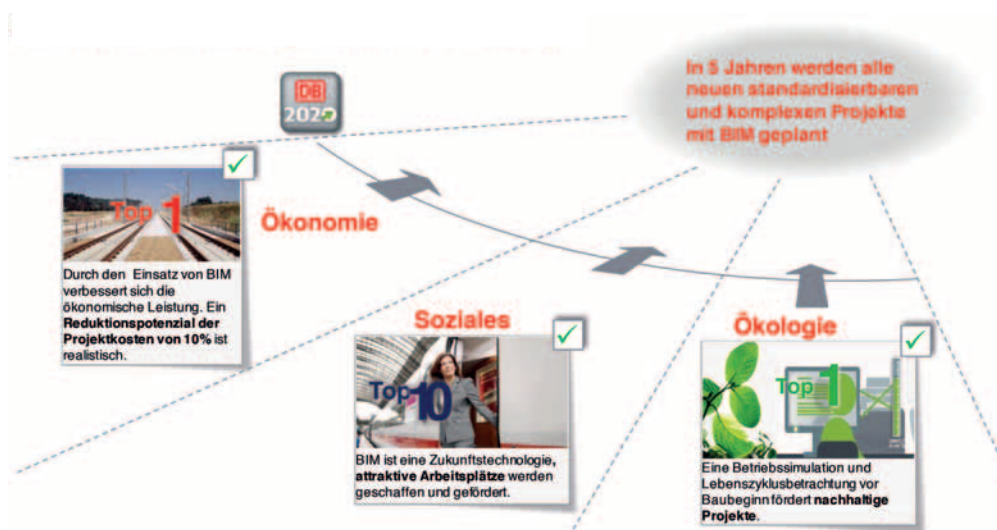 In 5 Jahren werden alle
neuen standardisierbaren
und komplexen Projekte
mit BIM geplant
DB
2020
Top 1
Ökonomie
Durch den Einsatz von BIM
verbessert sich die
ökonomische Leistung. Ein
Reduktionspotenzial der
Projektkosten von 10% ist
realistisch.
Soziales
Top 10
BIM ist eine Zukunftstechnologie,
attraktive Arbeitsplätze werden
geschaffen und gefördert.
Ökologie
Top 1
Eine Betriebssimulation und
Lebenszyklusbetrachtung vor
Baubeginn fördert nachhaltige
Projekte.